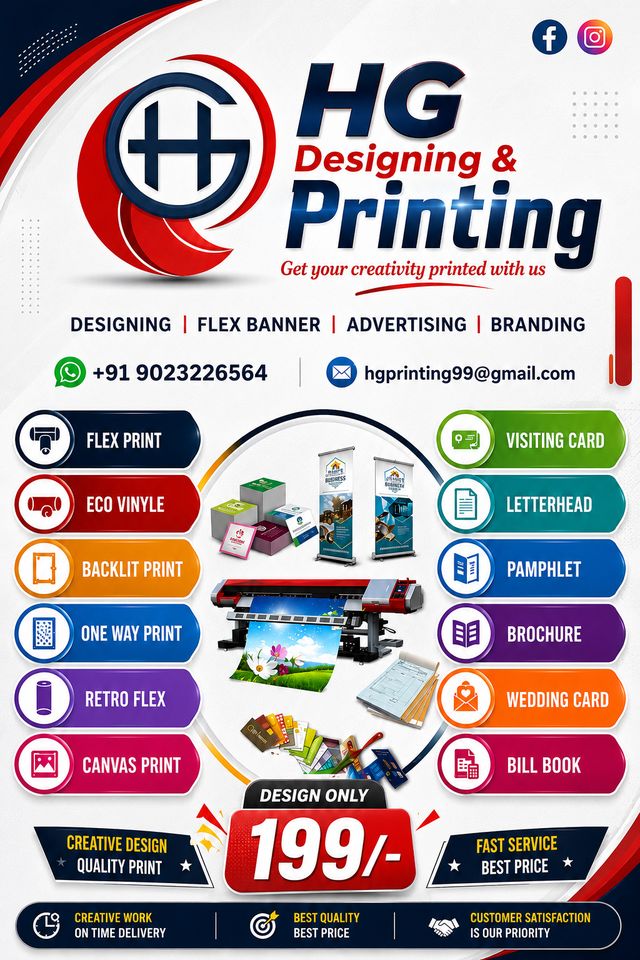 HG
HG
Designing &
Printing
Get your creativity printed with us
DESIGNING | FLEX BANNER | ADVERTISING | BRANDING
+91 9023226564
hgprinting99@gmail.com
FLEX PRINT
ECO VINYLE
BACKLIT PRINT
ONE WAY PRINT
RETRO FLEX
CANVAS PRINT
VISITING CARD
LETTERHEAD
PAMPHLET
BROCHURE
WEDDING CARD
BILL BOOK
BUSINESS
DESIGN ONLY
199/-
CREATIVE DESIGN
QUALITY PRINT
FAST SERVICE
BEST PRICE
CREATIVE WORK
ON TIME DELIVERY
BEST QUALITY
BEST PRICE
CUSTOMER SATISFACTION
IS OUR PRIORITY